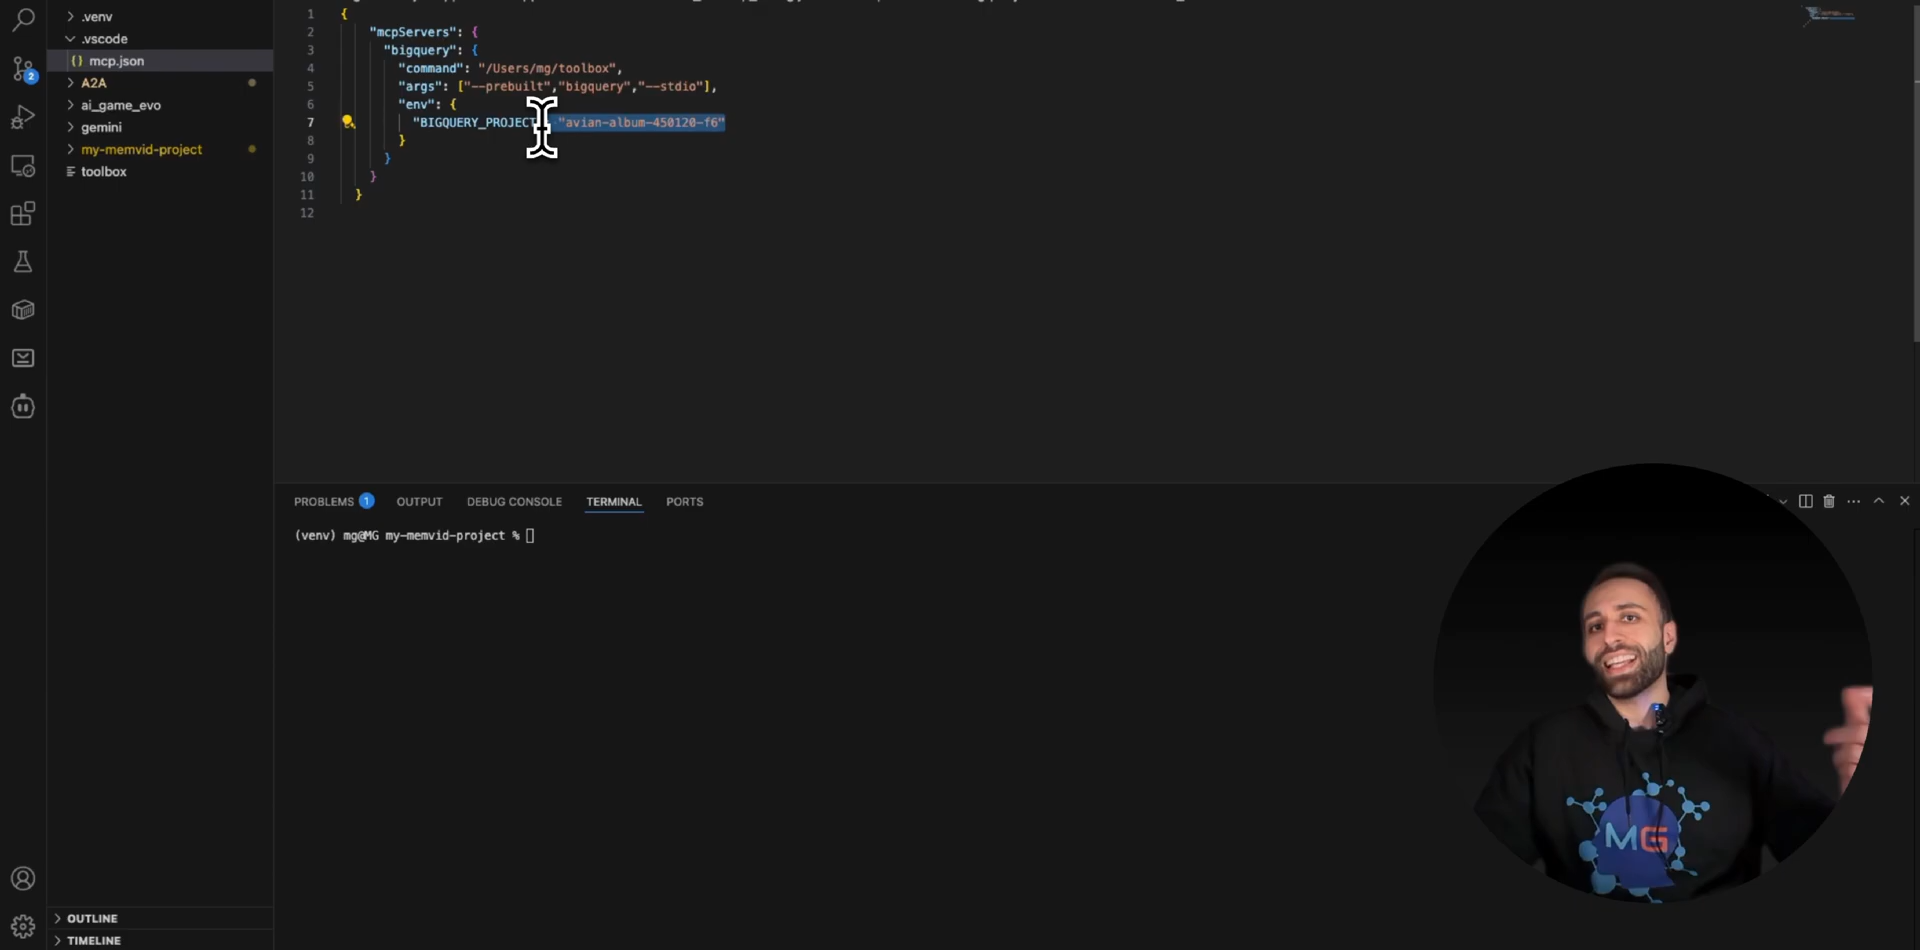 .venv
.vscode
{} mcp.json
A2A
ai_game_evo
gemini
my-memvid-project
toolbox
2
OUTLINE
TIMELINE
1 {
2 "mcpServers": {
3 "bigquery": {
4 "command": "/Users/mg/toolbox",
5 "args": ["--prebuilt","bigquery","--stdio"],
6 "env": {
7 "BIGQUERY_PROJECT "avian-album-450120-f6"
8 }
9 }
10 }
11 }
12
PROBLEMS 1 OUTPUT DEBUG CONSOLE TERMINAL PORTS
(venv) mg@MG my-memvid-project %
MG